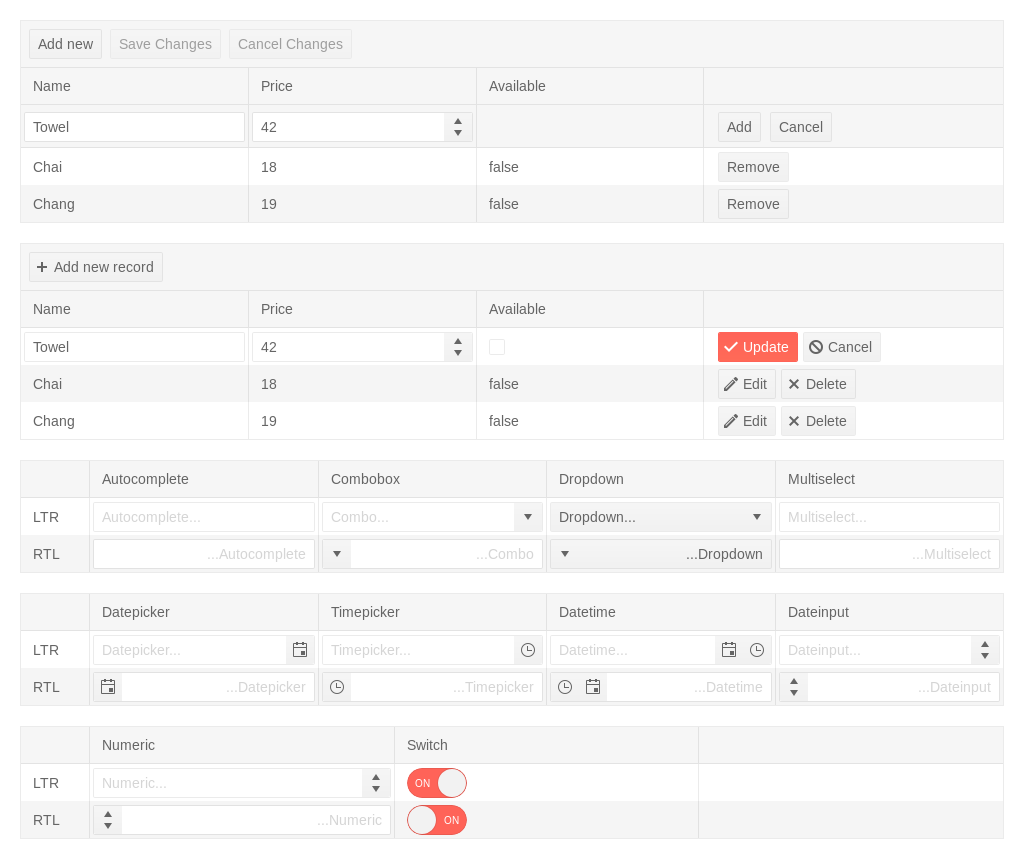 Add new Save Changes Cancel Changes
Name Price Available
Towel 42 Add Cancel
Chai 18 false Remove
Chang 19 false Remove
Add new record
Name Price Available
Towel 42 Update Cancel
Chai 18 false Edit Delete
Chang 19 false Edit Delete
Autocomplete Combobox Dropdown Multiselect
LTR Autocomplete... Combo... Dropdown... Multiselect...
RTL ...Autocomplete ...Combo ...Dropdown ...Multiselect
Datepicker Timepicker Datetime Dateinput
LTR Datepicker... Timepicker... Datetime... Dateinput...
RTL ...Datepicker ...Timepicker ...Datetime ...Dateinput
Numeric Switch
LTR Numeric... ON
RTL ...Numeric ON